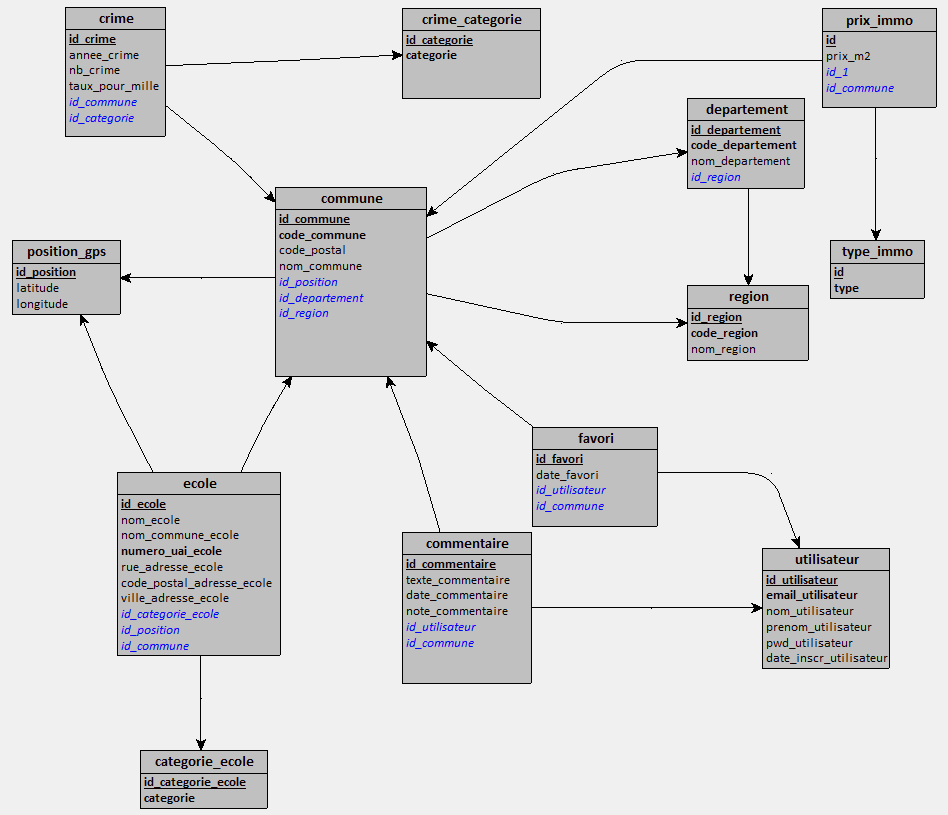 crime
id_crime
annee_crime
nb_crime
taux_pour_mille
id_commune
id_categorie
crime_categorie
id_categorie
categorie
prix_immo
id
prix_m2
id_1
id_commune
departement
id_departement
code_departement
nom_departement
id_region
commune
id_commune
code_commune
code_postal
nom_commune
id_position
id_departement
id_region
position_gps
id_position
latitude
longitude
type_immo
id
type
region
id_region
code_region
nom_region
favori
id_favori
date_favori
id_utilisateur
id_commune
ecole
id_ecole
nom_ecole
nom_commune_ecole
numero_uai_ecole
rue_adresse_ecole
code_postal_adresse_ecole
ville_adresse_ecole
id_categorie_ecole
id_position
id_commune
commentaire
id_commentaire
texte_commentaire
date_commentaire
note_commentaire
id_utilisateur
id_commune
utilisateur
id_utilisateur
email_utilisateur
nom_utilisateur
prenom_utilisateur
pwd_utilisateur
date_inscr_utilisateur
categorie_ecole
id_categorie_ecole
categorie